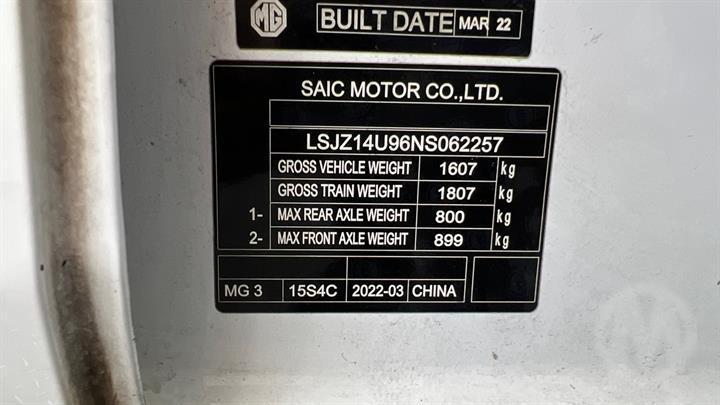 MG BUILT DATE MAR 22
SAIC MOTOR CO.,LTD.
LSJZ14U96NS062257
GROSS VEHICLE WEIGHT 1607 kg
GROSS TRAIN WEIGHT 1807 kg
1- MAX REAR AXLE WEIGHT 800 kg
2- MAX FRONT AXLE WEIGHT 899 kg
MG 3 15S4C 2022-03 CHINA
M